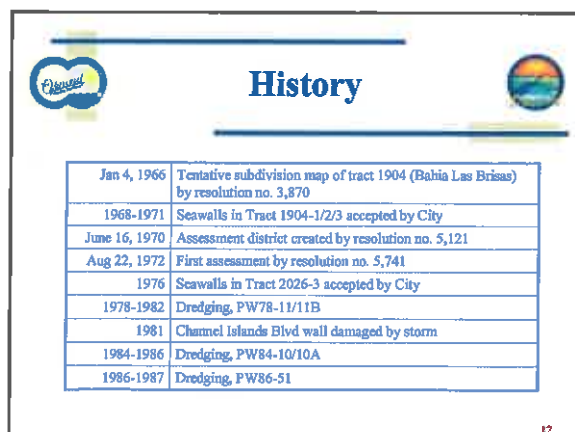 Oxnard
History
Jan 4, 1966 Tentative subdivision map of tract 1904 (Bahia Las Brisas)
by resolution no. 3,870
1968-1971 Seawalls in Tract 1904-1/2/3 accepted by City
June 16, 1970 Assessment district created by resolution no. 5,121
Aug 22, 1972 First assessment by resolution no. 5,741
1976 Seawalls in Tract 2026-3 accepted by City
1978-1982 Dredging, PW78-11/11B
1981 Channel Islands Blvd wall damaged by storm
1984-1986 Dredging, PW84-10/10A
1986-1987 Dredging, PW86-51
12